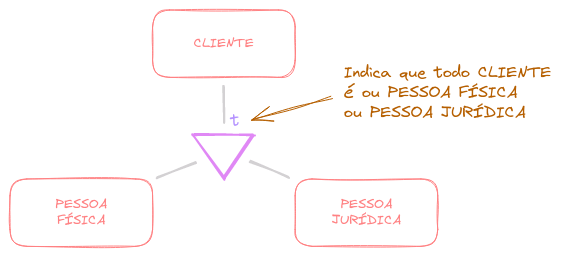 CLIENTE
Indica que todo CLIENTE
é ou PESSOA FÍSICA
ou PESSOA JURÍDICA
t
PESSOA
FÍSICA
PESSOA
JURÍDICA